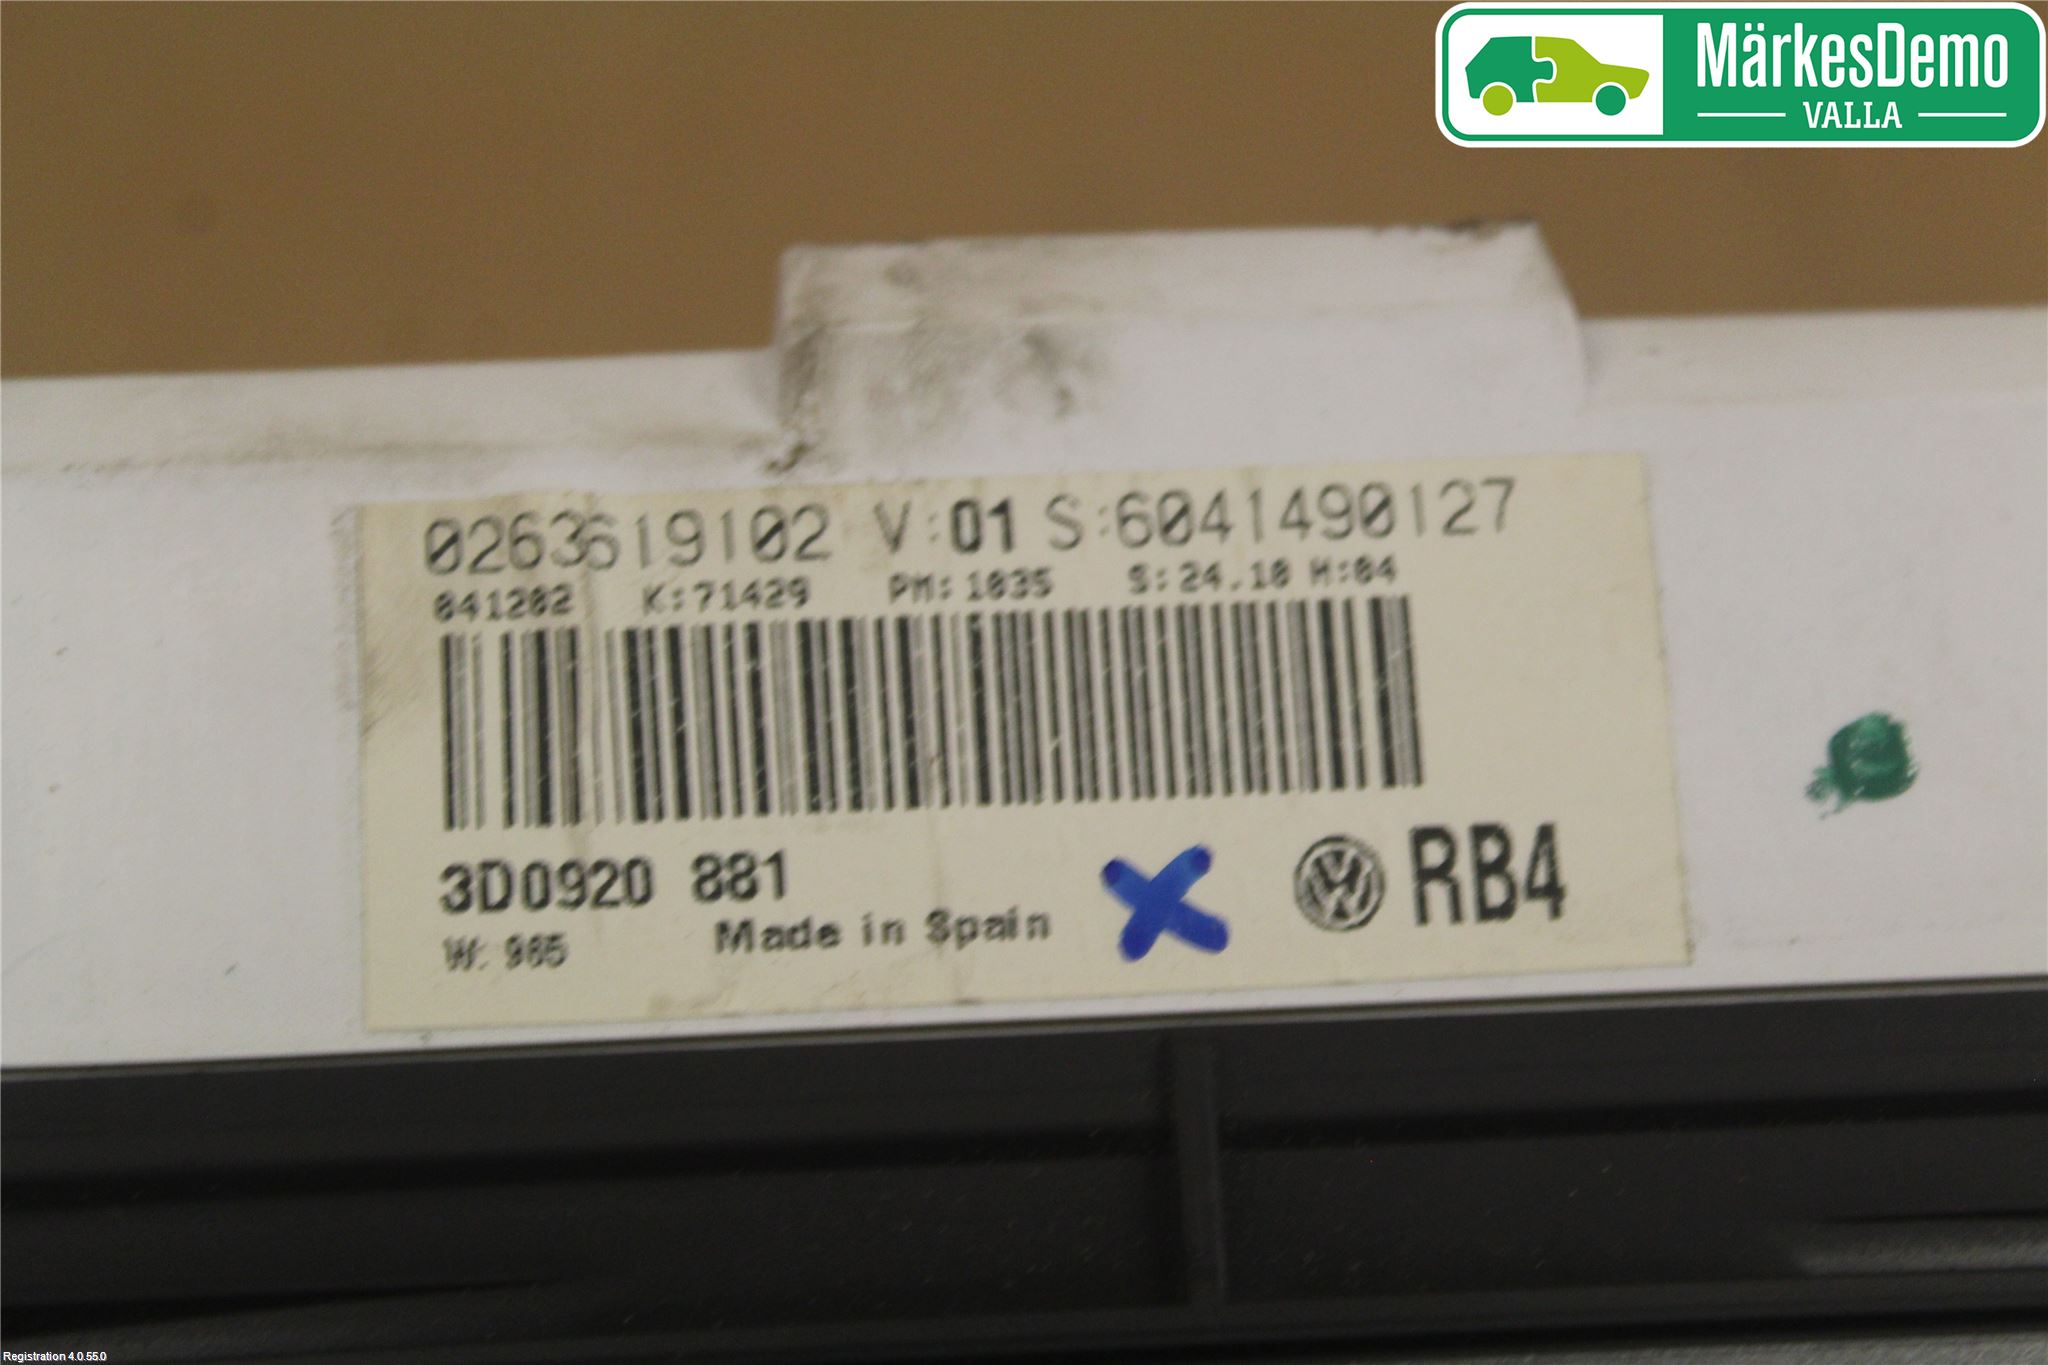 MärkesDemo
VALLA
0263619102 V:01 S:6041490127
041202 K:71429 PM:1035 S:24.10 H:04
3D0920 881
W: 965 Made in Spain
RB4
Registration 4.0.55.0